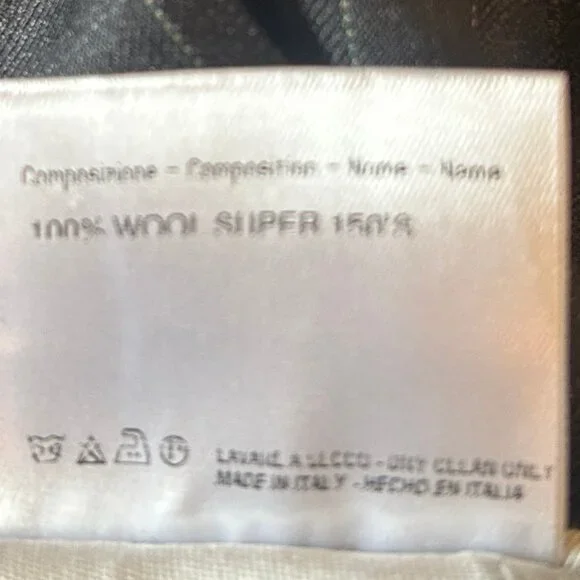 Composizione - Composition - Nome - Name
100% WOOL SUPER 150'S
LAVARE A SECCO - DRY CLEAN ONLY
MADE IN ITALY - HECHO EN ITALIA